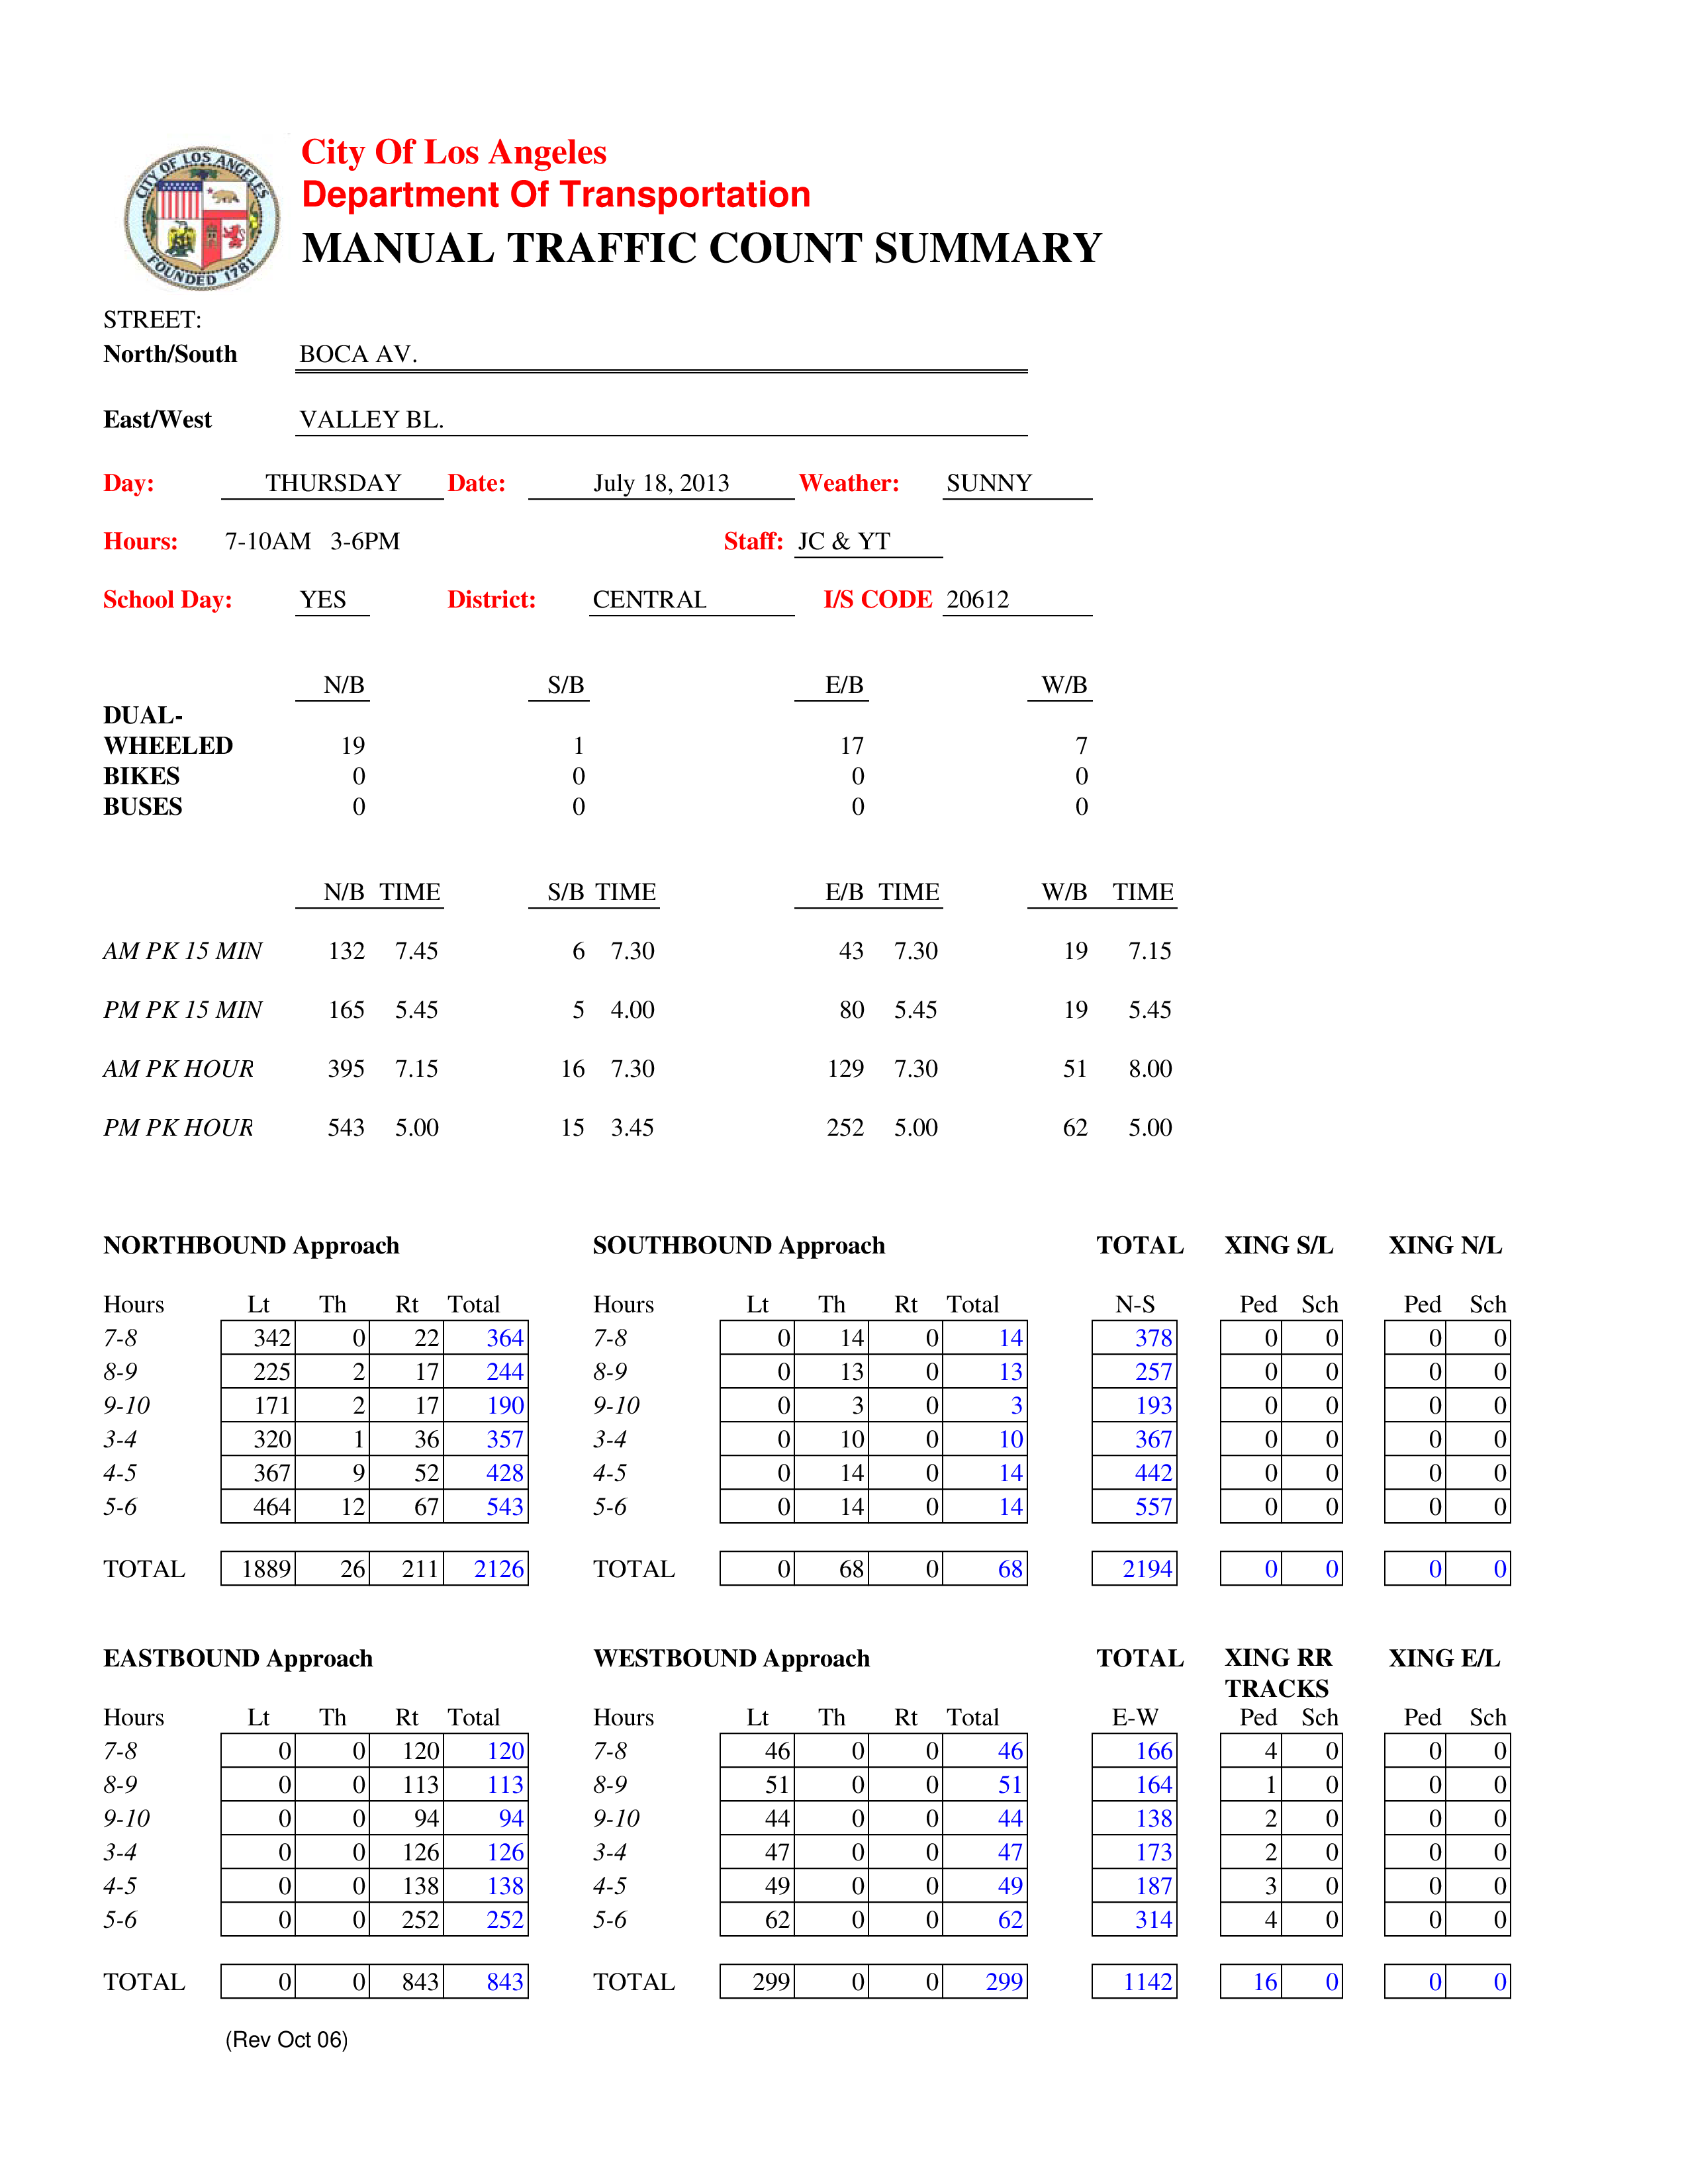 CITY OF LOS ANGELES
FOUNDED 1781
City Of Los Angeles
Department Of Transportation
MANUAL TRAFFIC COUNT SUMMARY
STREET:
North/South BOCA AV.
East/West VALLEY BL.
Day: THURSDAY Date: July 18, 2013 Weather: SUNNY
Hours: 7-10AM 3-6PM Staff: JC & YT
School Day: YES District: CENTRAL I/S CODE 20612
N/B S/B E/B W/B
DUAL-
WHEELED 19 1 17 7
BIKES 0 0 0 0
BUSES 0 0 0 0
N/B TIME S/B TIME E/B TIME W/B TIME
AM PK 15 MIN 132 7.45 6 7.30 43 7.30 19 7.15
PM PK 15 MIN 165 5.45 5 4.00 80 5.45 19 5.45
AM PK HOUR 395 7.15 16 7.30 129 7.30 51 8.00
PM PK HOUR 543 5.00 15 3.45 252 5.00 62 5.00
NORTHBOUND Approach SOUTHBOUND Approach TOTAL XING S/L XING N/L
Hours Lt Th Rt Total Hours Lt Th Rt Total N-S Ped Sch Ped Sch
7-8 342 0 22 364 7-8 0 14 0 14 378 0 0 0 0
8-9 225 2 17 244 8-9 0 13 0 13 257 0 0 0 0
9-10 171 2 17 190 9-10 0 3 0 3 193 0 0 0 0
3-4 320 1 36 357 3-4 0 10 0 10 367 0 0 0 0
4-5 367 9 52 428 4-5 0 14 0 14 442 0 0 0 0
5-6 464 12 67 543 5-6 0 14 0 14 557 0 0 0 0
TOTAL 1889 26 211 2126 TOTAL 0 68 0 68 2194 0 0 0 0
EASTBOUND Approach WESTBOUND Approach TOTAL XING RR XING E/L
TRACKS
Hours Lt Th Rt Total Hours Lt Th Rt Total E-W Ped Sch Ped Sch
7-8 0 0 120 120 7-8 46 0 0 46 166 4 0 0 0
8-9 0 0 113 113 8-9 51 0 0 51 164 1 0 0 0
9-10 0 0 94 94 9-10 44 0 0 44 138 2 0 0 0
3-4 0 0 126 126 3-4 47 0 0 47 173 2 0 0 0
4-5 0 0 138 138 4-5 49 0 0 49 187 3 0 0 0
5-6 0 0 252 252 5-6 62 0 0 62 314 4 0 0 0
TOTAL 0 0 843 843 TOTAL 299 0 0 299 1142 16 0 0 0
(Rev Oct 06)